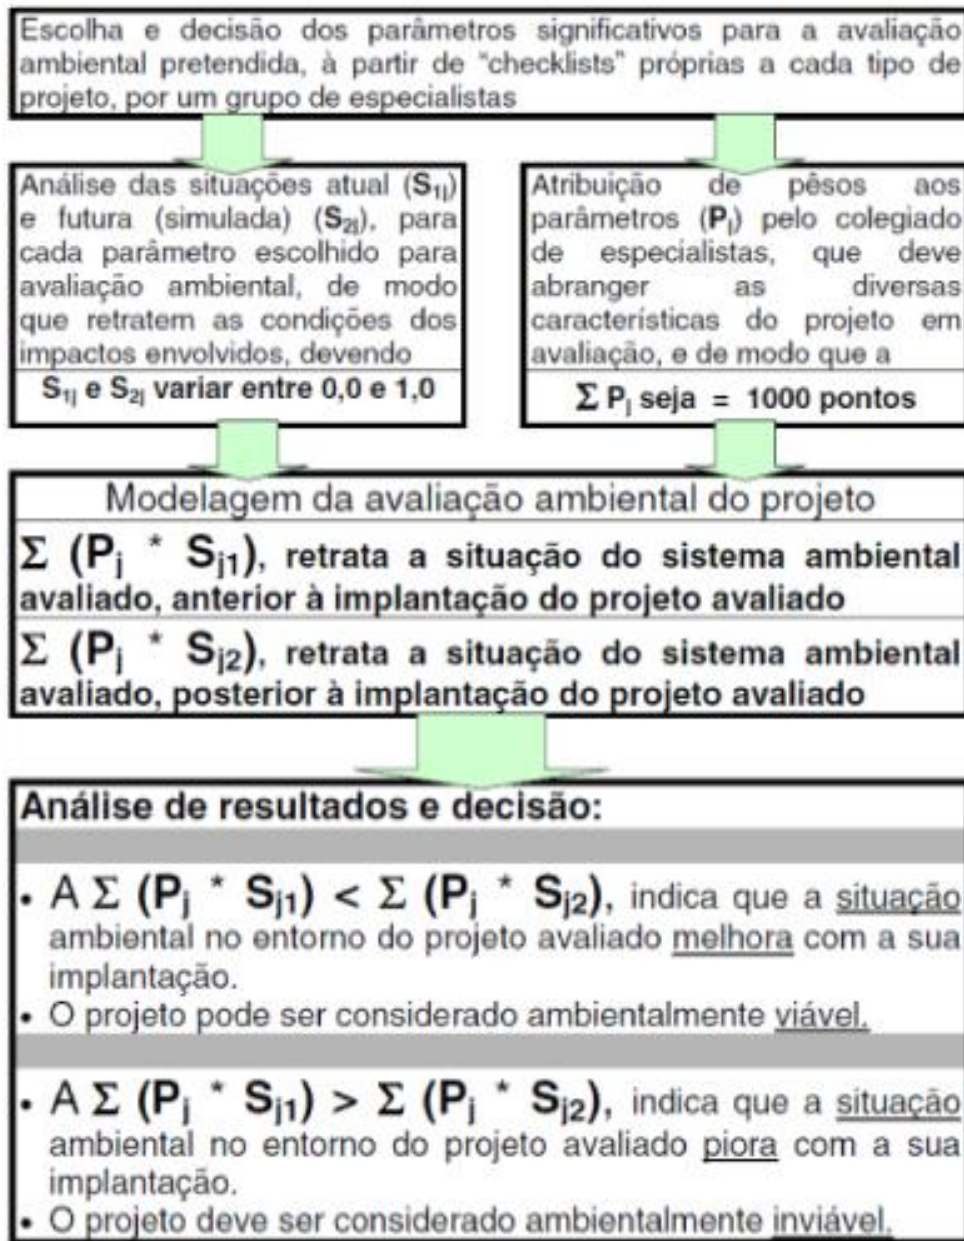 Escolha e decisão dos parâmetros significativos para a avaliação
ambiental pretendida, à partir de “checklists” próprias a cada tipo de
projeto, por um grupo de especialistas
Análise das situações atual (S1j)
e futura (simulada) (S2j), para
cada parâmetro escolhido para
avaliação ambiental, de modo
que retratem as condições dos
impactos envolvidos, devendo
S1j e S2j variar entre 0,0 e 1,0
Atribuição de pêsos aos
parâmetros (Pj) pelo colegiado
de especialistas, que deve
abranger as diversas
características do projeto em
avaliação, e de modo que a
Σ Pj seja = 1000 pontos
Modelagem da avaliação ambiental do projeto
Σ (Pj * Sj1), retrata a situação do sistema ambiental
avaliado, anterior à implantação do projeto avaliado
Σ (Pj * Sj2), retrata a situação do sistema ambiental
avaliado, posterior à implantação do projeto avaliado
Análise de resultados e decisão:
• A Σ (Pj * Sj1) < Σ (Pj * Sj2), indica que a situação
ambiental no entorno do projeto avaliado melhora com a sua
implantação.
• O projeto pode ser considerado ambientalmente viável.
• A Σ (Pj * Sj1) > Σ (Pj * Sj2), indica que a situação
ambiental no entorno do projeto avaliado piora com a sua
implantação.
• O projeto deve ser considerado ambientalmente inviável.